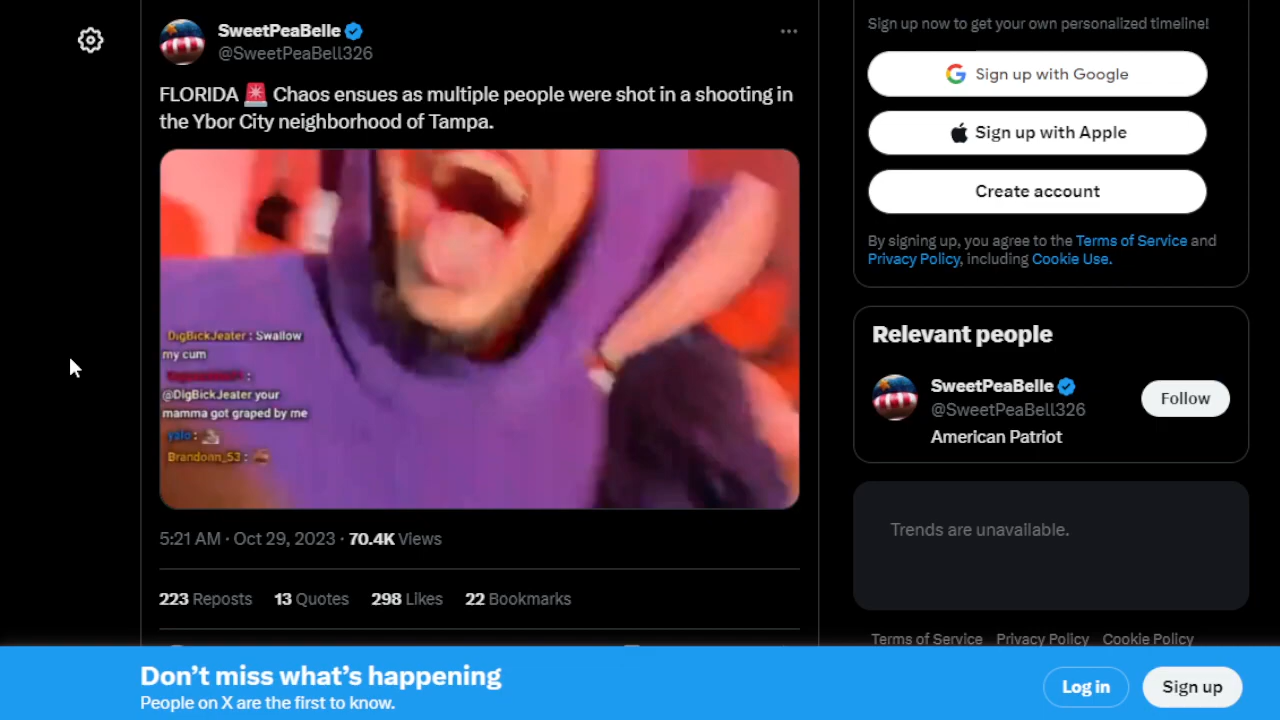 SweetPeaBelle
@SweetPeaBell326
FLORIDA 🚨 Chaos ensues as multiple people were shot in a shooting in
the Ybor City neighborhood of Tampa.
DigBickJeater : Swallow
my cum
:
@DigBickJeater your
mamma got graped by me
yalo :
Brandonn_53 :
5:21 AM · Oct 29, 2023 · 70.4K Views
223 Reposts 13 Quotes 298 Likes 22 Bookmarks
Sign up now to get your own personalized timeline!
Sign up with Google
Sign up with Apple
Create account
By signing up, you agree to the Terms of Service and
Privacy Policy, including Cookie Use.
Relevant people
SweetPeaBelle
@SweetPeaBell326
Follow
American Patriot
Trends are unavailable.
Terms of Service Privacy Policy Cookie Policy
Don’t miss what’s happening
People on X are the first to know.
Log in
Sign up